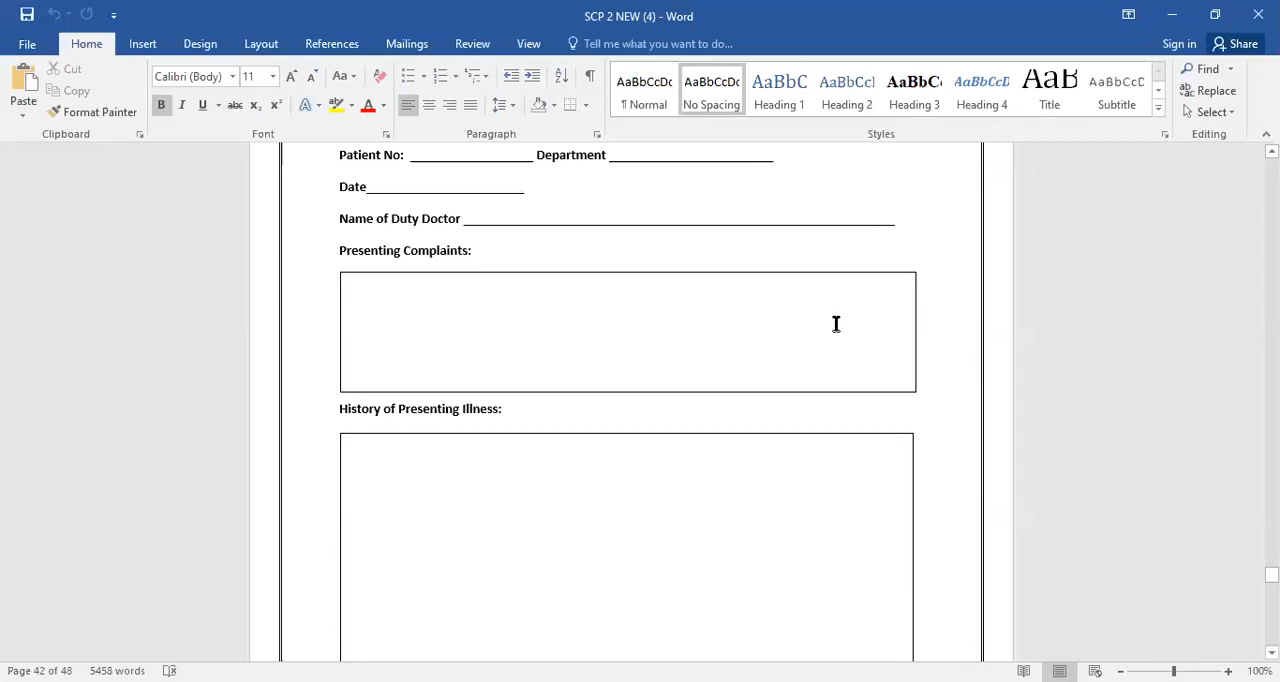 SCP 2 NEW (4) - Word
File Home Insert Design Layout References Mailings Review View Tell me what you want to do... Sign in Share
Paste Cut Copy Format Painter Clipboard
Calibri (Body) 11 Font
Paragraph
AaBbCcDc ¶ Normal
AaBbCcDc No Spacing
AaBbC Heading 1
AaBbCcl Heading 2
AaBbC Heading 3
AaBbCcD Heading 4
AaB Title
AaBbCcD Subtitle
Styles
Find Replace Select Editing
Patient No: ______________ Department ___________________
Date__________________
Name of Duty Doctor ______________________________________________
Presenting Complaints:
History of Presenting Illness:
Page 42 of 48 5458 words 100%